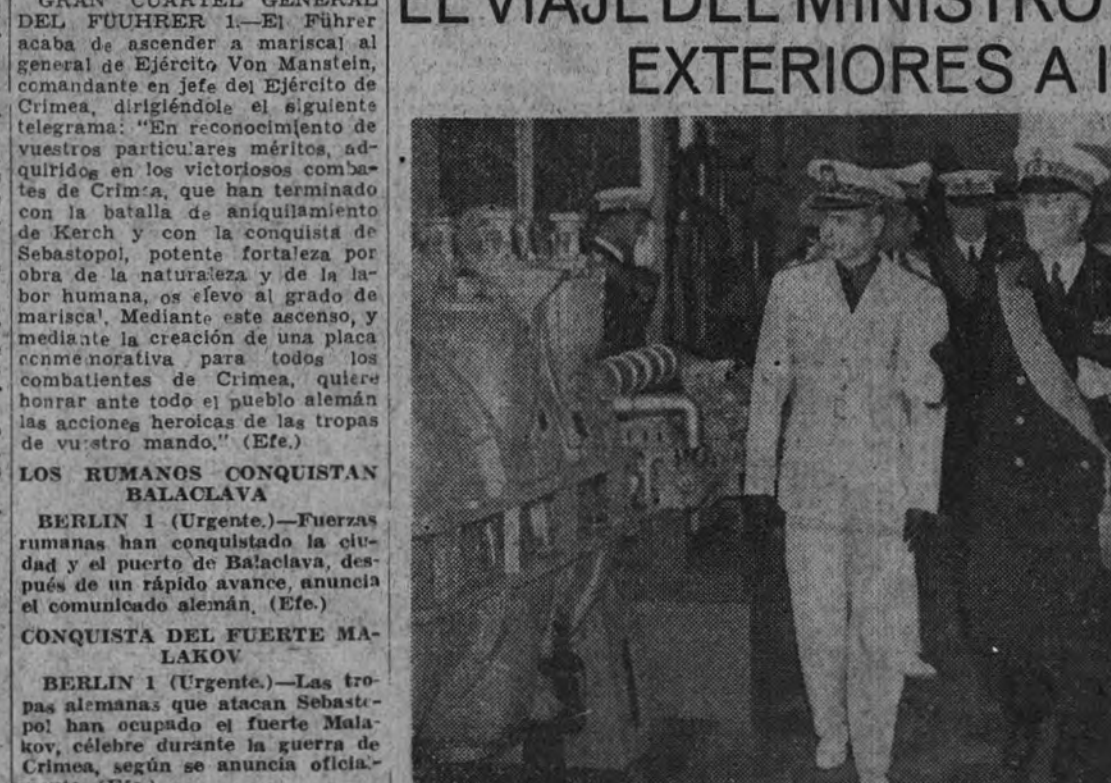 GRAN CUARTEL GENERAL
DEL FUUHRER 1.—El Führer
acaba de ascender a mariscal al
general de Ejército Von Manstein,
comandante en jefe del Ejército de
Crimea, dirigiéndole el siguiente
telegrama: "En reconocimiento de
vuestros particulares méritos, ad-
quiridos en los victoriosos comba-
tes de Crimea, que han terminado
con la batalla de aniquilamiento
de Kerch y con la conquista de
Sebastopol, potente fortaleza por
obra de la naturaleza y de la la-
bor humana, os elevo al grado de
mariscal. Mediante este ascenso, y
mediante la creación de una placa
conmemorativa para todos los
combatientes de Crimea, quiere
honrar ante todo el pueblo alemán
las acciones heroicas de las tropas
de vuestro mando." (Efe.)
LOS RUMANOS CONQUISTAN
BALACLAVA
BERLIN 1 (Urgente.)—Fuerzas
rumanas han conquistado la ciu-
dad y el puerto de Balaclava, des-
pués de un rápido avance, anuncia
el comunicado alemán. (Efe.)
CONQUISTA DEL FUERTE MA-
LAKOV
BERLIN 1 (Urgente.)—Las tro-
pas alemanas que atacan Sebasto-
pol han ocupado el fuerte Mala-
kov, célebre durante la guerra de
Crimea, según se anuncia oficial-
EL VIAJE DEL MINISTRO
EXTERIORES A